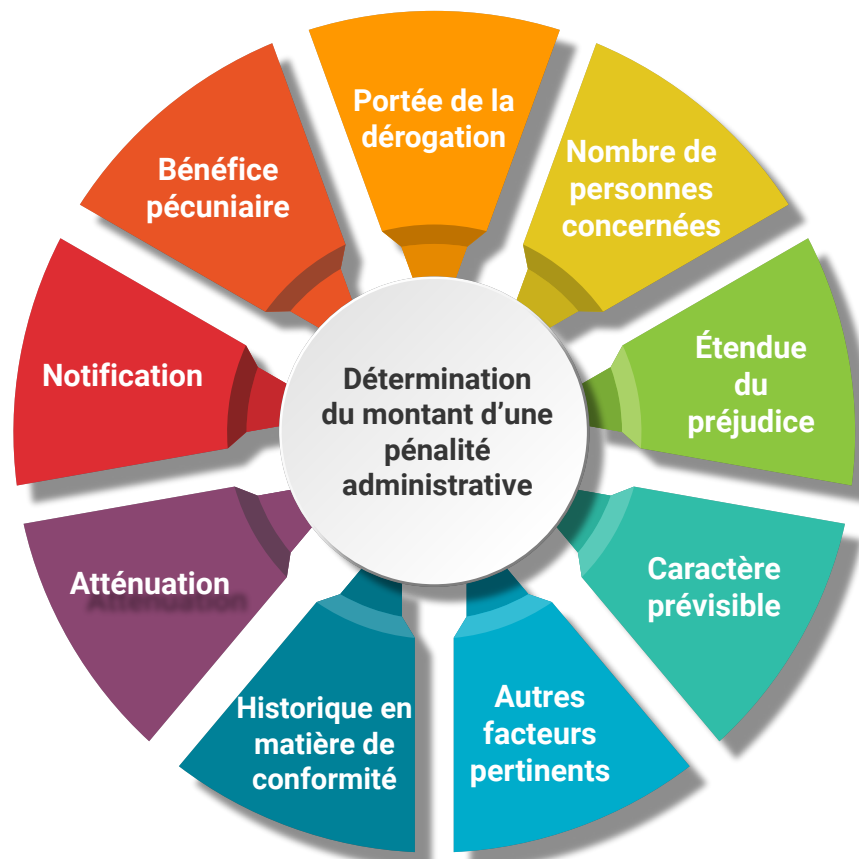 Portée de la
dérogation
Nombre de
personnes
concernées
Étendue
du
préjudice
Caractère
prévisible
Autres
facteurs
pertinents
Historique en
matière de
conformité
Atténuation
Notification
Bénéfice
pécuniaire
Détermination
du montant d’une
pénalité
administrative